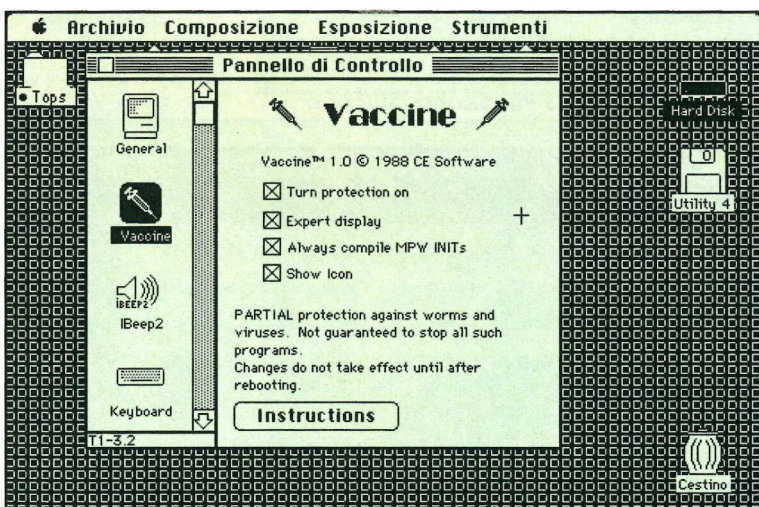 Archivio Composizione Esposizione Strumenti
Tops
Pannello di Controllo
General
Vaccine
IBEEP2
IBeep2
Keyboard
T1-3.2
Vaccine
Vaccine™ 1.0 © 1988 CE Software
Turn protection on
Expert display
Always compile MPW INITs
Show Icon
PARTIAL protection against worms and
viruses. Not guaranteed to stop all such
programs.
Changes do not take effect until after
rebooting.
Instructions
Hard Disk
Utility 4
Cestino